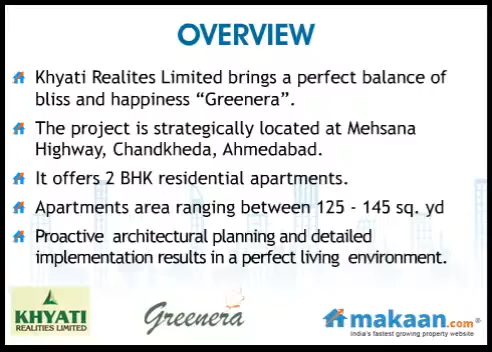 OVERVIEW
Khyati Realites Limited brings a perfect balance of
bliss and happiness “Greenera”.
The project is strategically located at Mehsana
Highway, Chandkheda, Ahmedabad.
It offers 2 BHK residential apartments.
Apartments area ranging between 125 - 145 sq. yd
Proactive architectural planning and detailed
implementation results in a perfect living environment.
KHYATI
REALITIES LIMITED
Greenera
makaan.com®
India's fastest growing property website